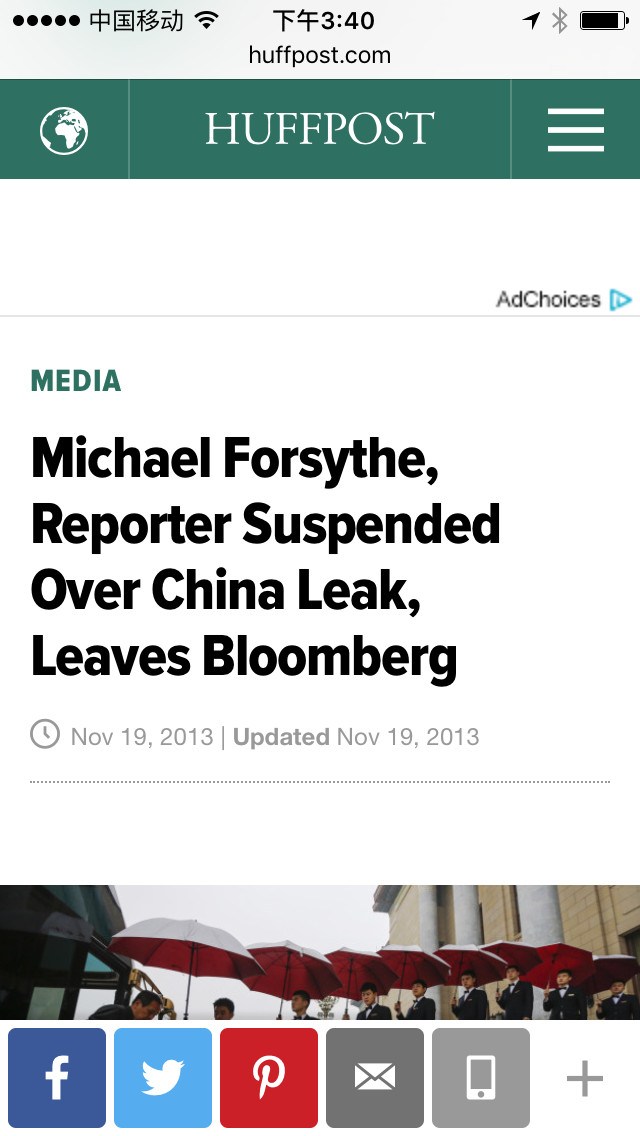 中国移动 下午3:40
huffpost.com
HUFFPOST
AdChoices
MEDIA
Michael Forsythe,
Reporter Suspended
Over China Leak,
Leaves Bloomberg
Nov 19, 2013 | Updated Nov 19, 2013